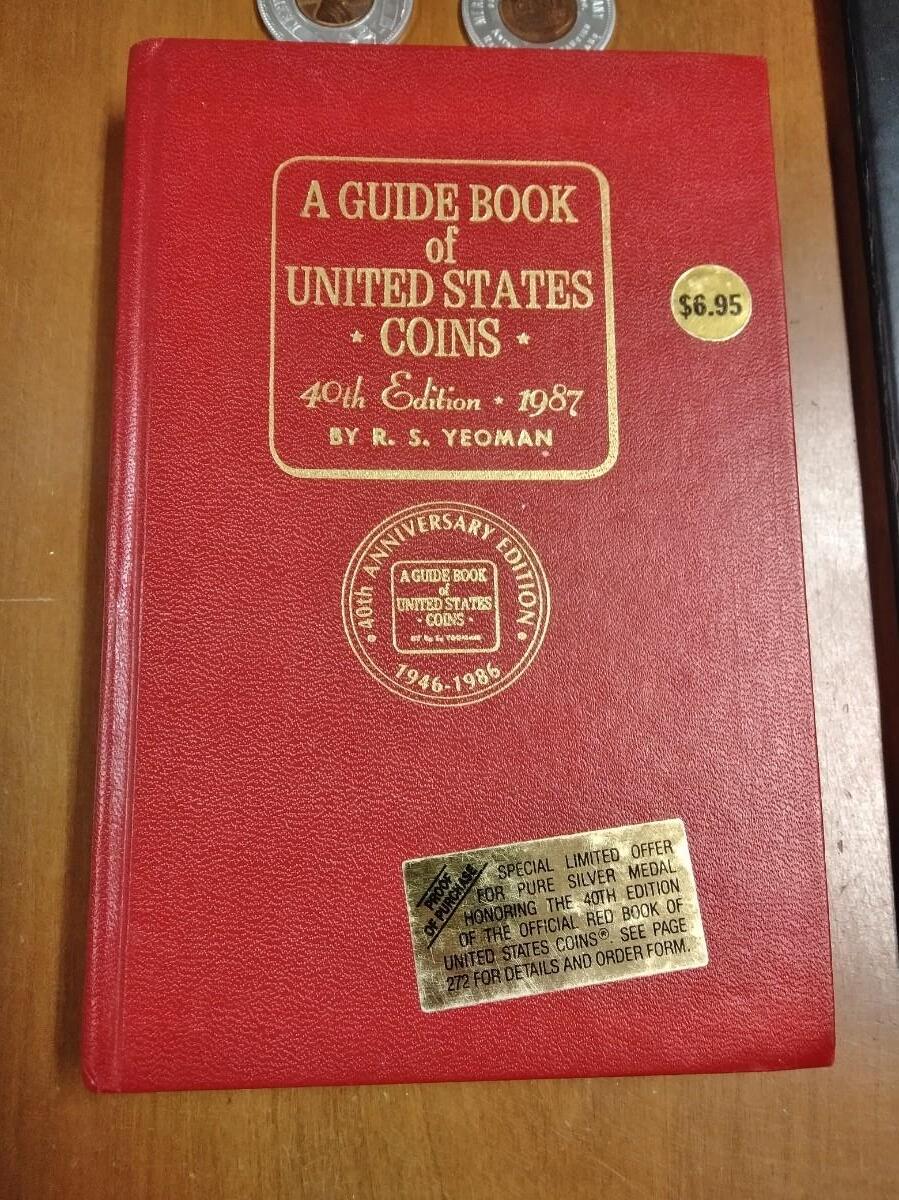 A GUIDE BOOK
of
UNITED STATES
COINS
40th Edition • 1987
BY R. S. YEOMAN
$6.95
40th ANNIVERSARY EDITION
A GUIDE BOOK
of
UNITED STATES
COINS
BY R. S. YEOMAN
1946-1986
PROOF
OF PURCHASE
SPECIAL LIMITED OFFER
FOR PURE SILVER MEDAL
HONORING THE 40TH EDITION
OF THE OFFICIAL RED BOOK OF
UNITED STATES COINS®. SEE PAGE
272 FOR DETAILS AND ORDER FORM.